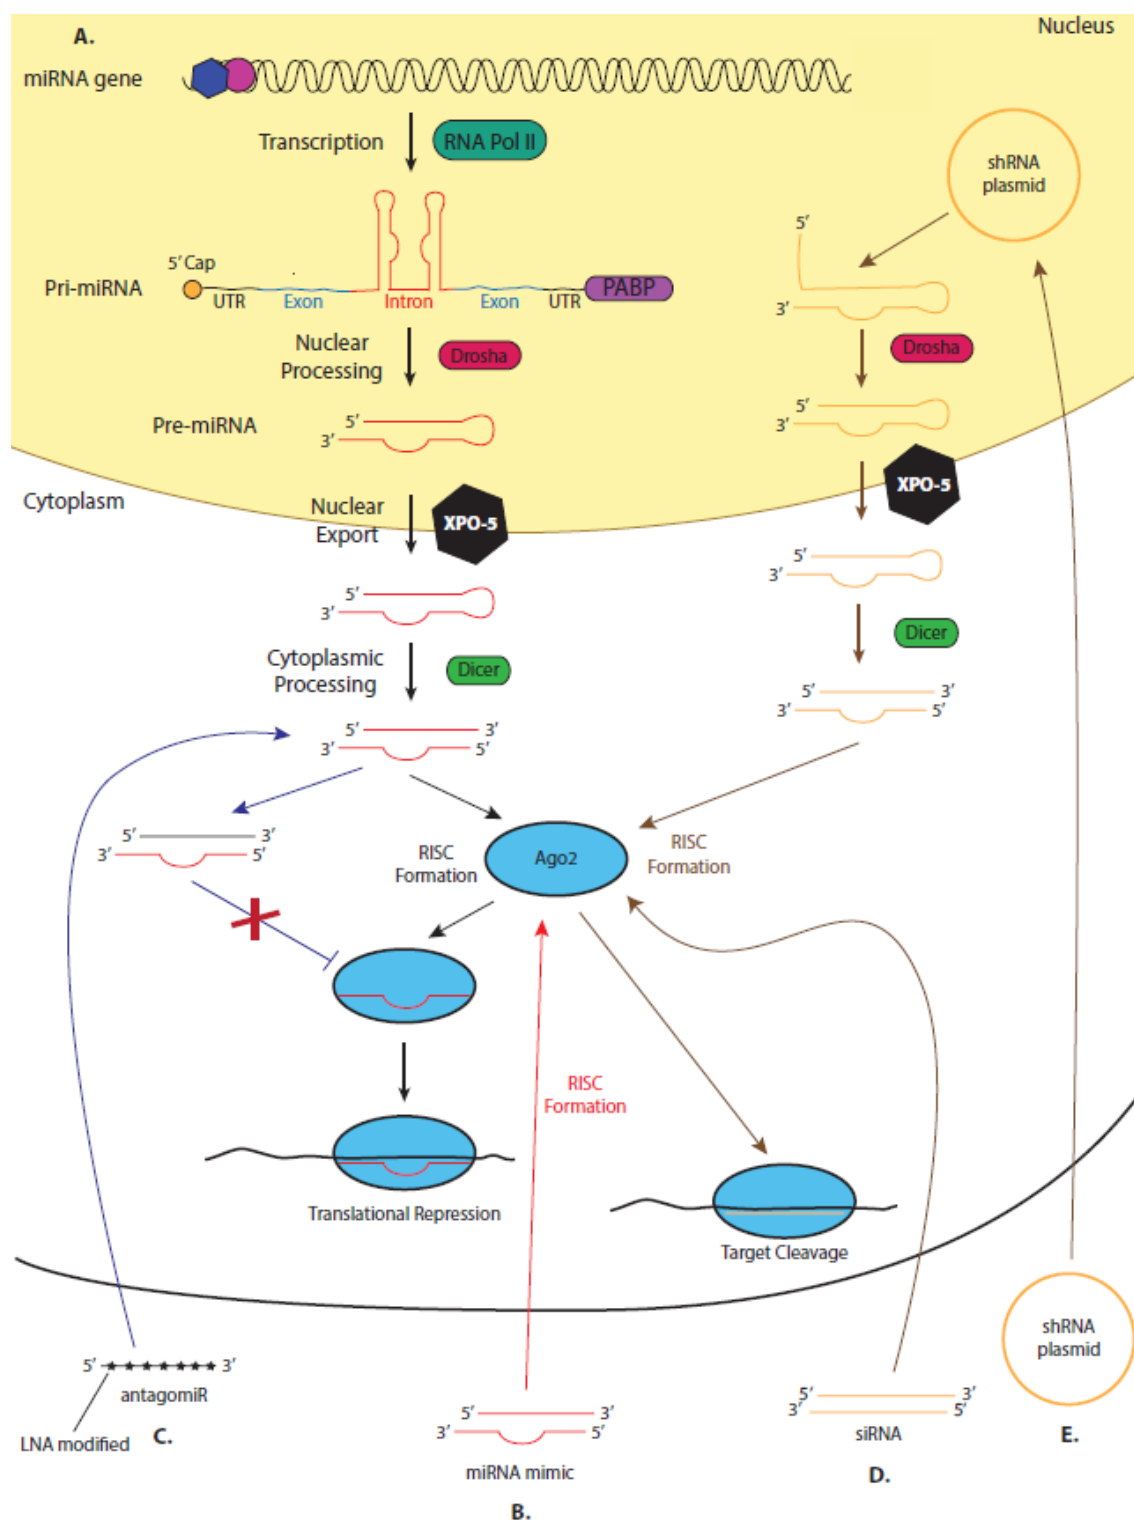 A.
Nucleus
miRNA gene
Transcription
RNA Pol II
shRNA
plasmid
5′
5′ Cap
Pri-miRNA
UTR
Exon
Intron
Exon
UTR
PABP
3′
Nuclear
Processing
Drosha
Drosha
Pre-miRNA
5′
3′
5′
3′
Cytoplasm
Nuclear
Export
XPO-5
XPO-5
5′
3′
5′
3′
Cytoplasmic
Processing
Dicer
Dicer
5′ 3′
3′ 5′
5′ 3′
3′ 5′
5′ 3′
3′ 5′
RISC
Formation
Ago2
RISC
Formation
RISC
Formation
Translational Repression
Target Cleavage
shRNA
plasmid
5′ 3′
antagomiR
LNA modified
C.
5′ 3′
3′ 5′
miRNA mimic
B.
5′ 3′
3′ 5′
siRNA
D.
E.